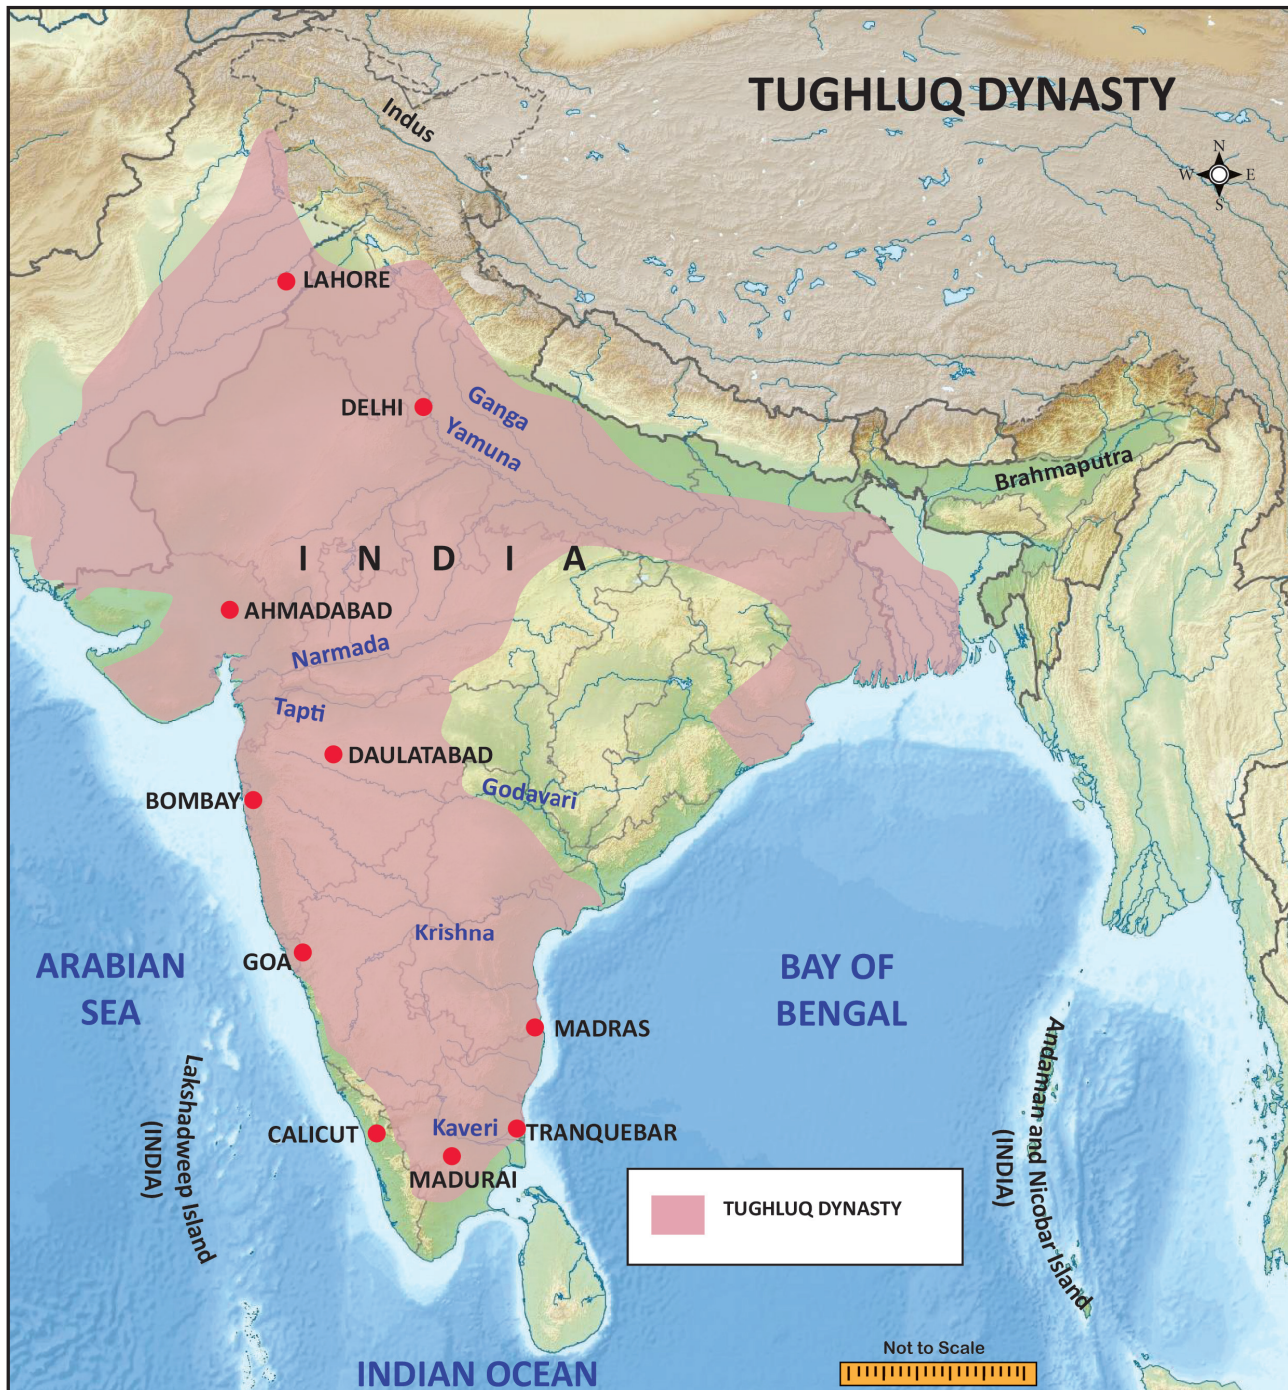 TUGHLUQ DYNASTY
Indus
N
W E
S
LAHORE
DELHI
Ganga
Yamuna
Brahmaputra
INDIA
AHMADABAD
Narmada
Tapti
DAULATABAD
Godavari
BOMBAY
Krishna
GOA
ARABIAN
SEA
BAY OF
BENGAL
MADRAS
Lakshadweep Island
(INDIA)
Andaman and Nicobar Island
(INDIA)
CALICUT
Kaveri
TRANQUEBAR
MADURAI
TUGHLUQ DYNASTY
Not to Scale
INDIAN OCEAN